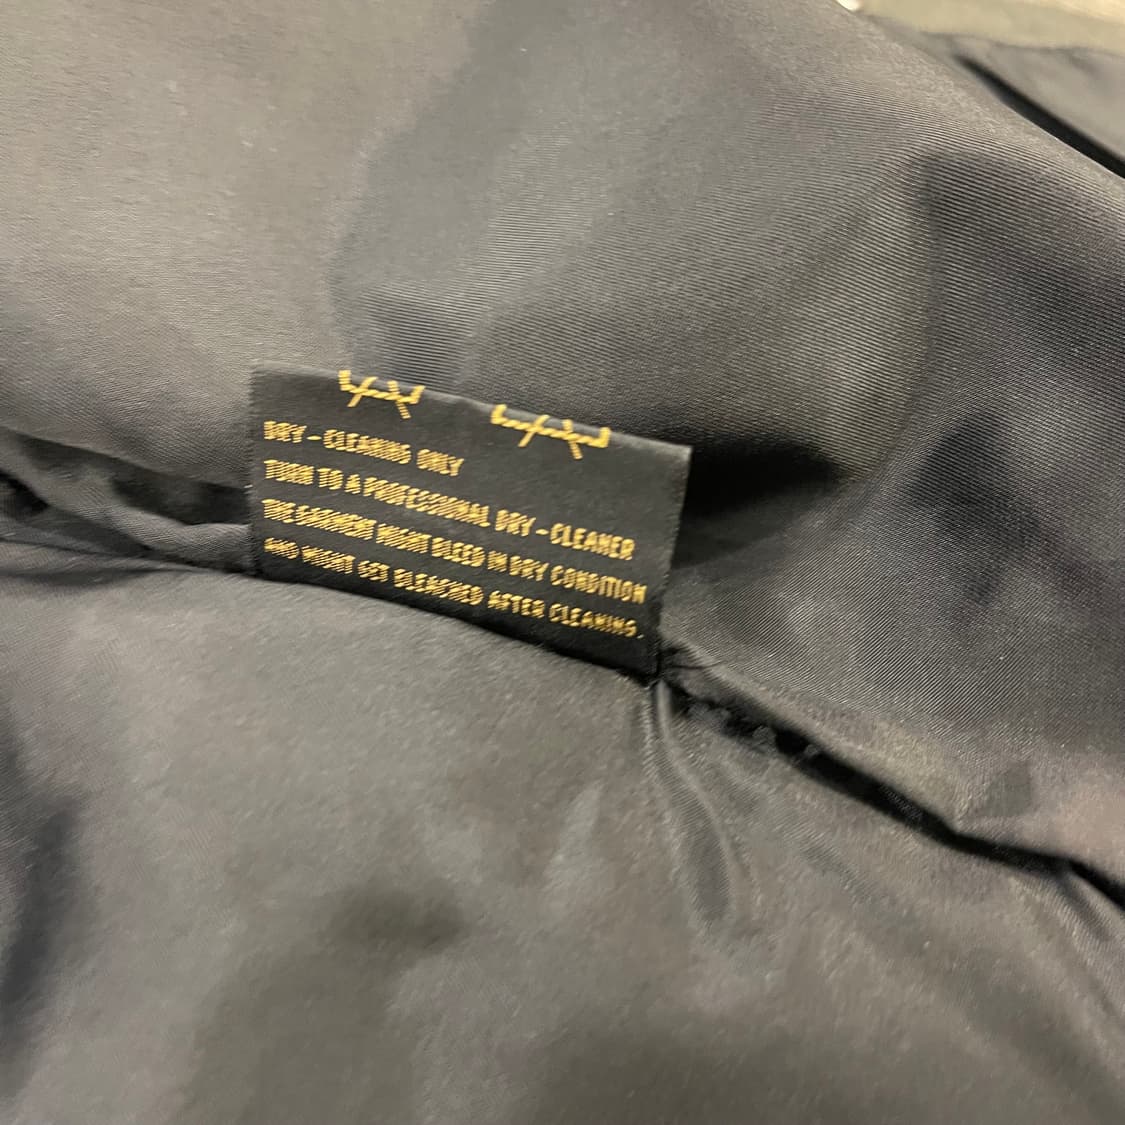 DRY-CLEANING ONLY
TURN TO A PROFESSIONAL DRY-CLEANER
THE GARMENT MIGHT BLEED IN DRY CONDITION
AND MIGHT GET BLEACHED AFTER CLEANING.